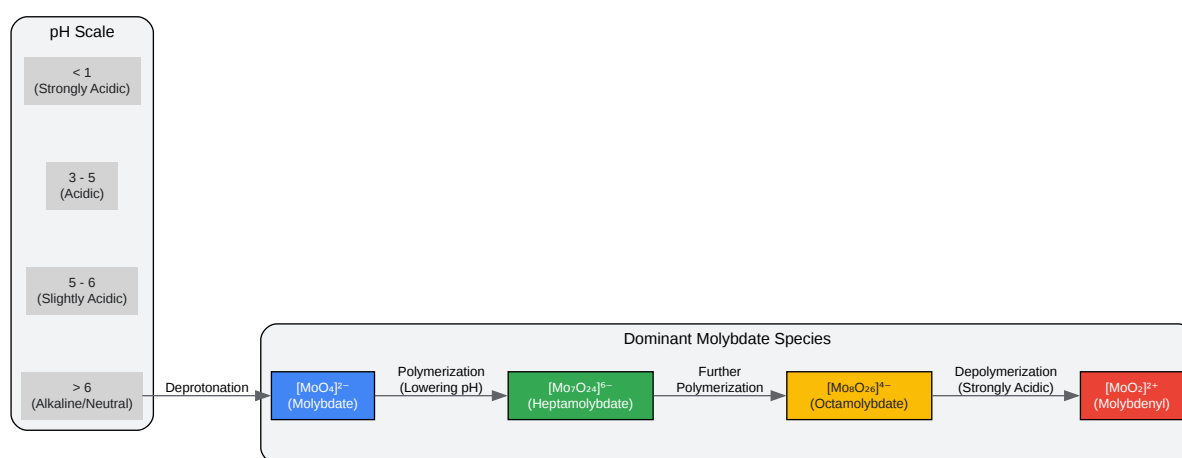 pH Scale
< 1
(Strongly Acidic)
3 - 5
(Acidic)
5 - 6
(Slightly Acidic)
> 6
(Alkaline/Neutral)
Deprotonation
Dominant Molybdate Species
[MoO₄]²⁻
(Molybdate)
Polymerization
(Lowering pH)
[Mo₇O₂₄]⁶⁻
(Heptamolybdate)
Further
Polymerization
[Mo₈O₂₆]⁴⁻
(Octamolybdate)
Depolymerization
(Strongly Acidic)
[MoO₂]²⁺
(Molybdenyl)